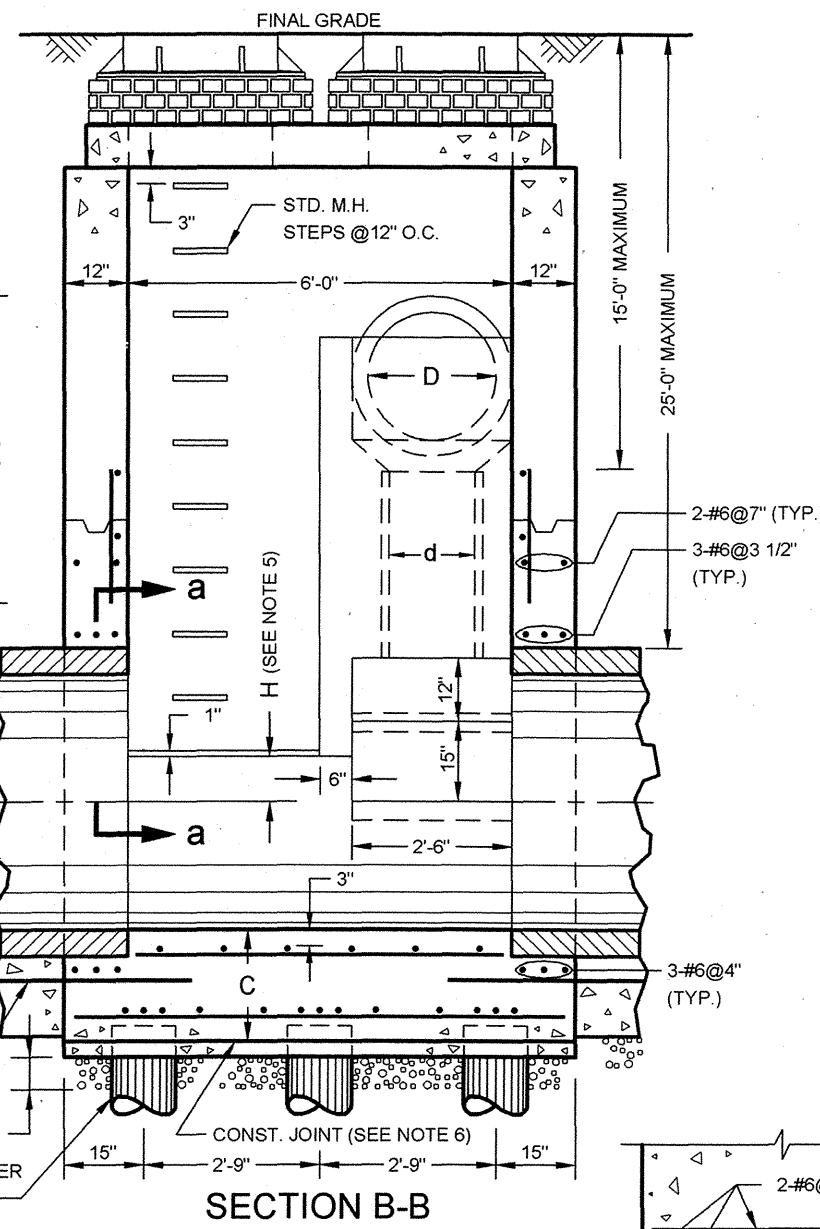 FINAL GRADE
3"
STD. M.H.
STEPS @12" O.C.
12"
6'-0"
12"
15'-0" MAXIMUM
25'-0" MAXIMUM
D
2-#6@7" (TYP.
3-#6@3 1/2"
(TYP.)
d
a
H (SEE NOTE 5)
12"
1"
15"
6"
a
2'-6"
3"
C
3-#6@4"
(TYP.)
CONST. JOINT (SEE NOTE 6)
15"
2'-9"
2'-9"
15"
ER
2-#6@
SECTION B-B